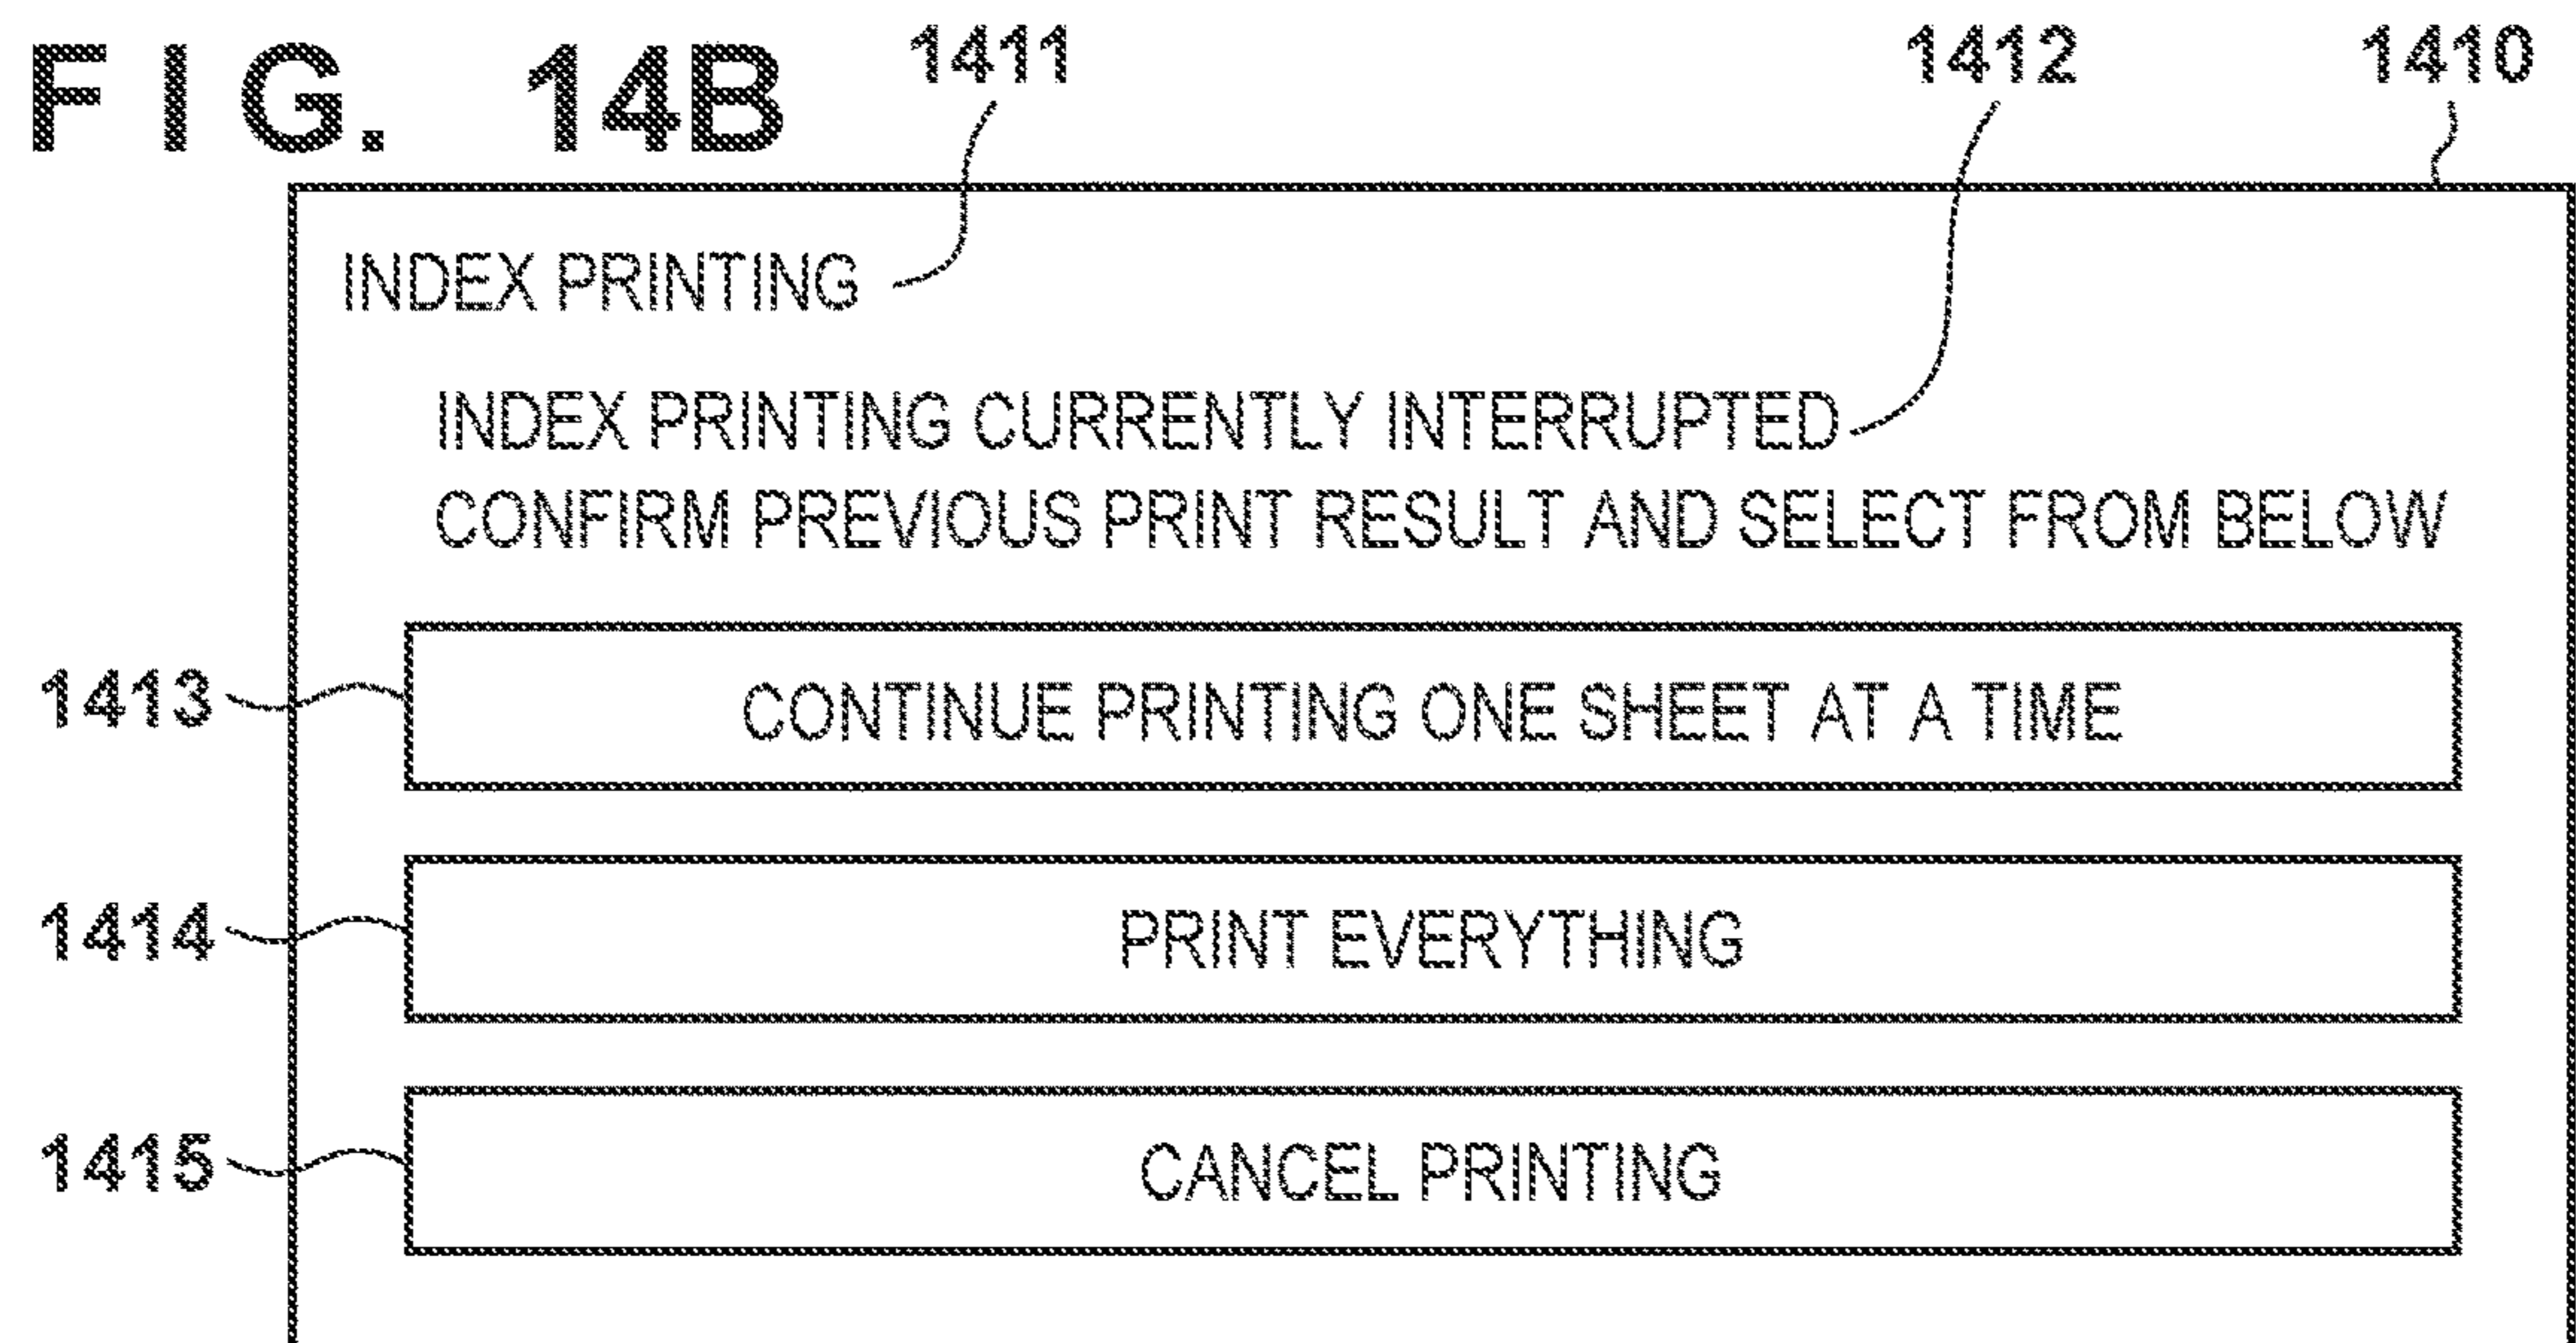 FIG. 14B
1411
1412
1410
INDEX PRINTING
INDEX PRINTING CURRENTLY INTERRUPTED
CONFIRM PREVIOUS PRINT RESULT AND SELECT FROM BELOW
1413
CONTINUE PRINTING ONE SHEET AT A TIME
1414
PRINT EVERYTHING
1415
CANCEL PRINTING